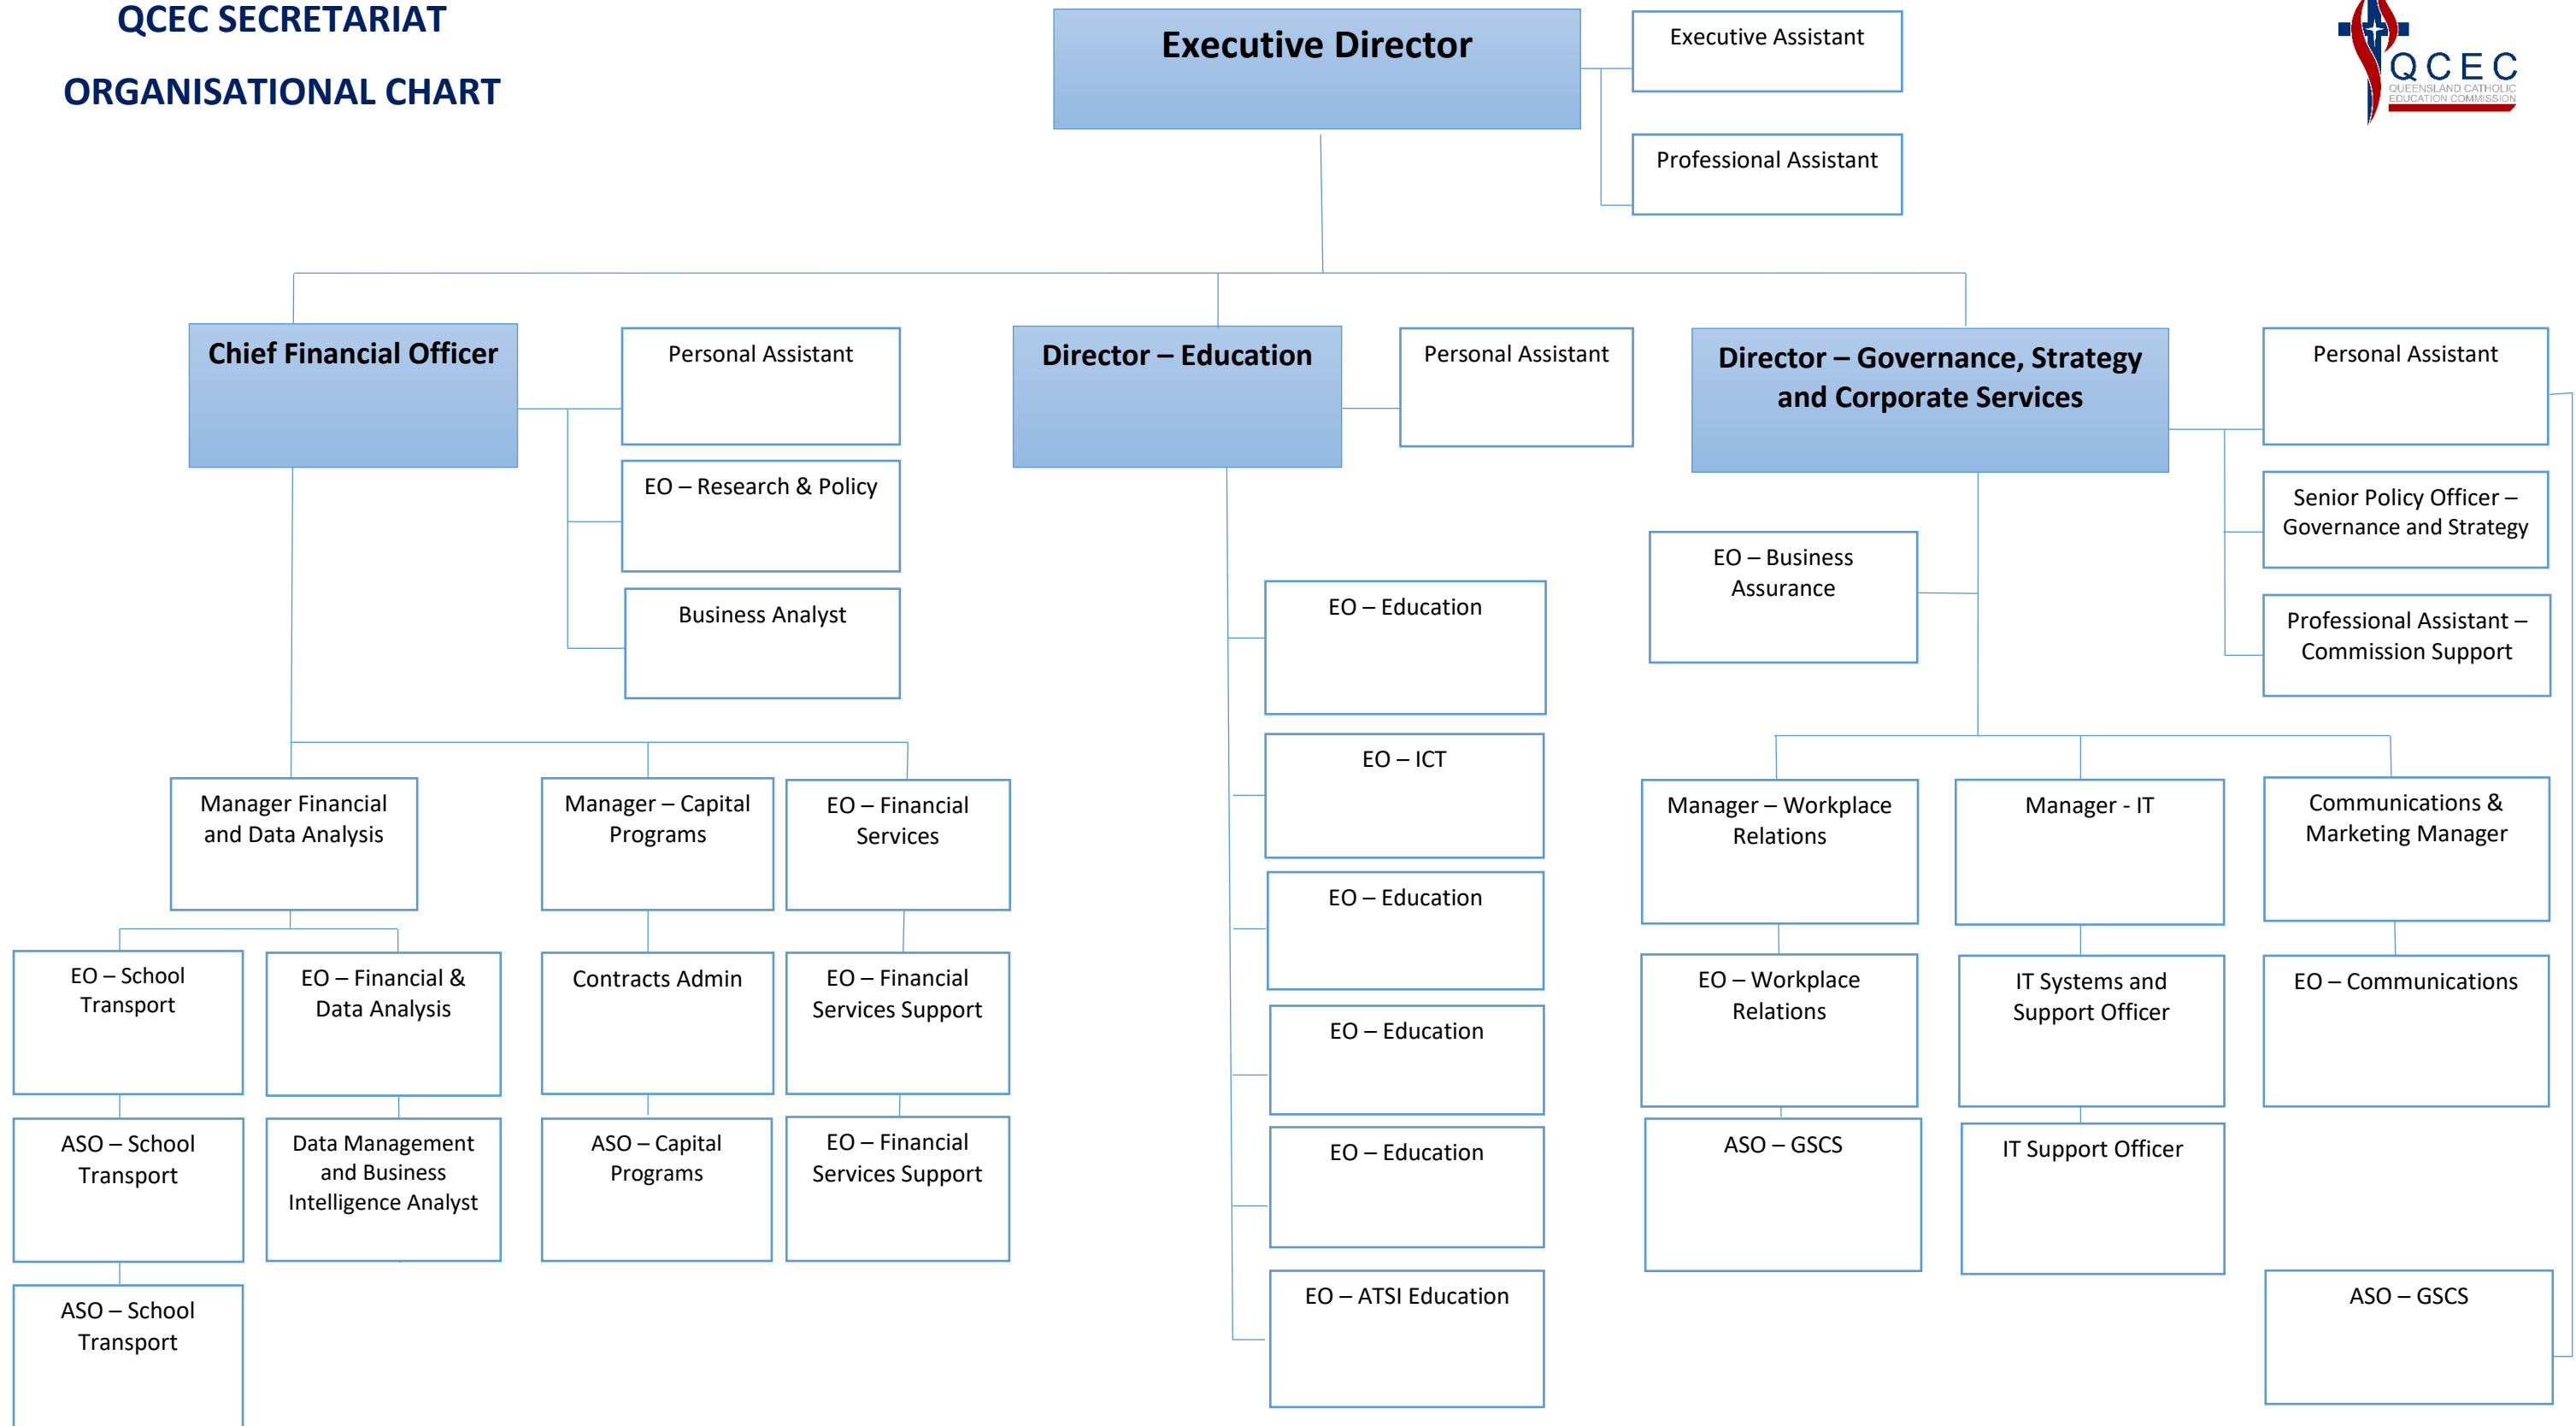 QCEC SECRETARIAT
ORGANISATIONAL CHART
Executive Director
Executive Assistant
Professional Assistant
QCEC
QUEENSLAND CATHOLIC
EDUCATION COMMISSION
Chief Financial Officer
Personal Assistant
EO – Research & Policy
Business Analyst
Director – Education
Personal Assistant
Director – Governance, Strategy
and Corporate Services
Personal Assistant
Senior Policy Officer –
Governance and Strategy
Professional Assistant –
Commission Support
EO – Business
Assurance
Manager Financial
and Data Analysis
Manager – Capital
Programs
EO – Financial
Services
EO – School
Transport
EO – Financial &
Data Analysis
Contracts Admin
EO – Financial
Services Support
ASO – School
Transport
Data Management
and Business
Intelligence Analyst
ASO – Capital
Programs
EO – Financial
Services Support
ASO – School
Transport
EO – Education
EO – ICT
EO – Education
EO – Education
EO – Education
EO – ATSI Education
Manager – Workplace
Relations
Manager - IT
Communications &
Marketing Manager
EO – Workplace
Relations
IT Systems and
Support Officer
EO – Communications
ASO – GSCS
IT Support Officer
ASO – GSCS